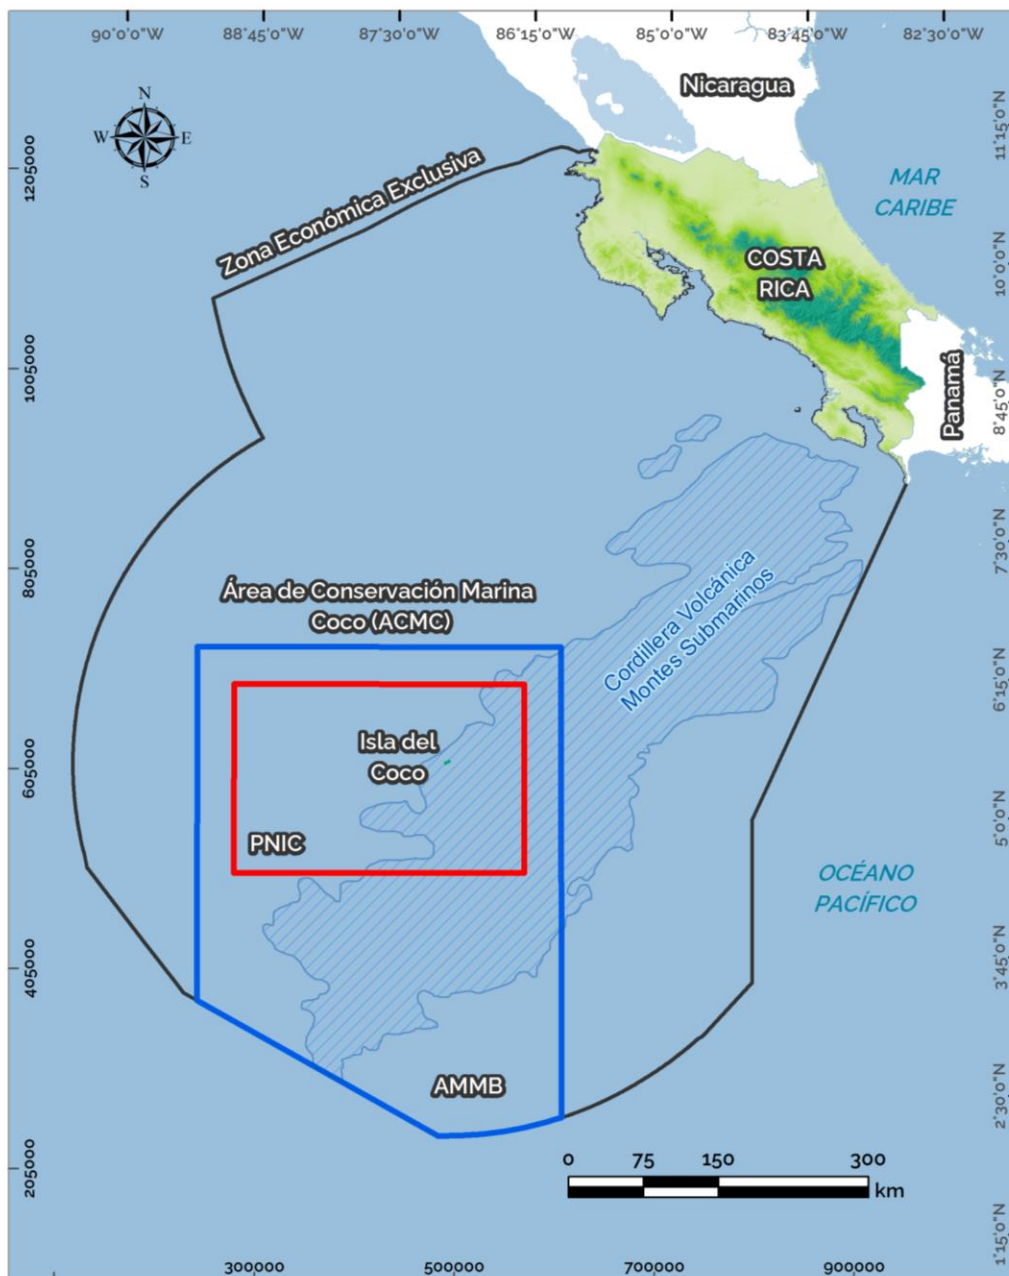 90°0'0"W 88°45'0"W 87°30'0"W 86°15'0"W 85°0'0"W 83°45'0"W 82°30'0"W
N
W E
S
Nicaragua
11°15'0"N
1205000
Zona Económica Exclusiva
MAR
CARIBE
COSTA
RICA
10°0'0"N
1005000
Panamá
8°45'0"N
805000
7°30'0"N
Área de Conservación Marina
Coco (ACMC)
Cordillera Volcánica
Montes Submarinos
6°15'0"N
Isla del
Coco
605000
PNIC
5°0'0"N
OCÉANO
PACÍFICO
405000
3°45'0"N
AMMB
2°30'0"N
205000
0 75 150 300
km
1°15'0"N
300000 500000 700000 900000